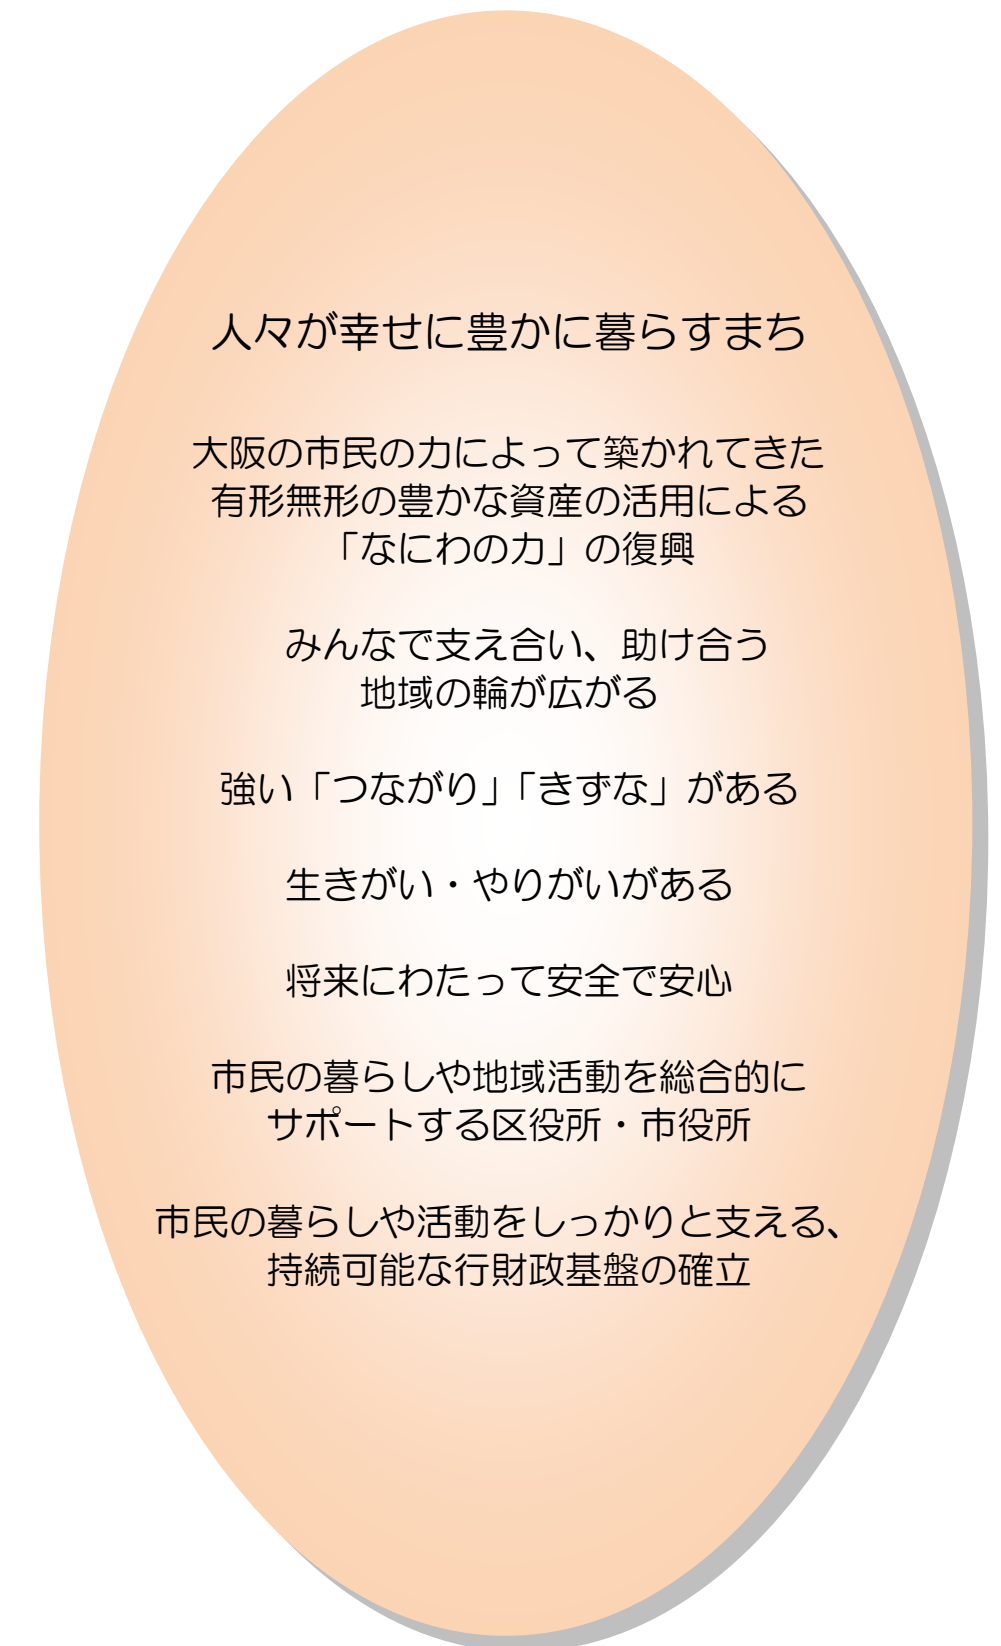 人々が幸せに豊かに暮らすまち
大阪の市民の力によって築かれてきた
有形無形の豊かな資産の活用による
「なにわの力」の復興
みんなで支え合い、助け合う
地域の輪が広がる
強い「つながり」「きずな」がある
生きがい・やりがいがある
将来にわたって安全で安心
市民の暮らしや地域活動を総合的に
サポートする区役所・市役所
市民の暮らしや活動をしっかりと支える、
持続可能な行財政基盤の確立